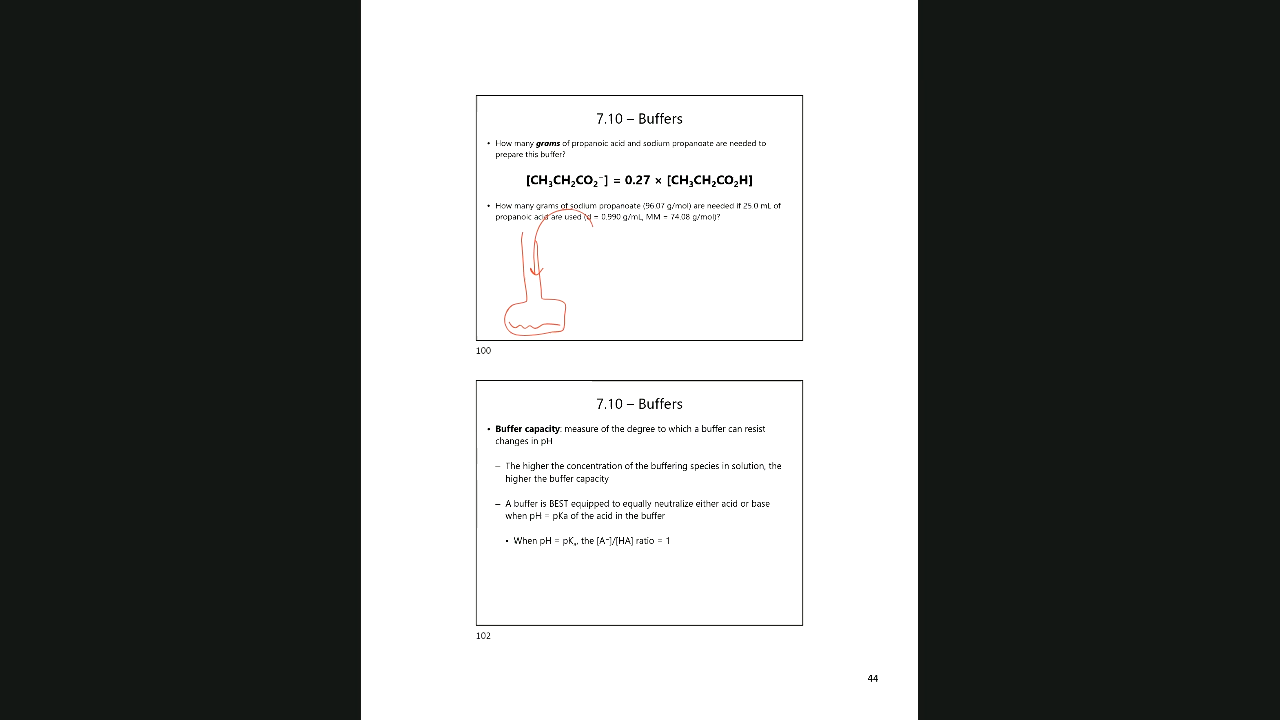 7.10 – Buffers
• How many grams of propanoic acid and sodium propanoate are needed to
prepare this buffer?
[CH₃CH₂CO₂⁻] = 0.27 × [CH₃CH₂CO₂H]
• How many grams of sodium propanoate (96.07 g/mol) are needed if 25.0 mL of
propanoic acid are used (d = 0.990 g/mL, MM = 74.08 g/mol)?
100
7.10 – Buffers
• Buffer capacity: measure of the degree to which a buffer can resist
changes in pH
– The higher the concentration of the buffering species in solution, the
higher the buffer capacity
– A buffer is BEST equipped to equally neutralize either acid or base
when pH = pKa of the acid in the buffer
• When pH = pKₐ, the [A⁻]/[HA] ratio = 1
102
44